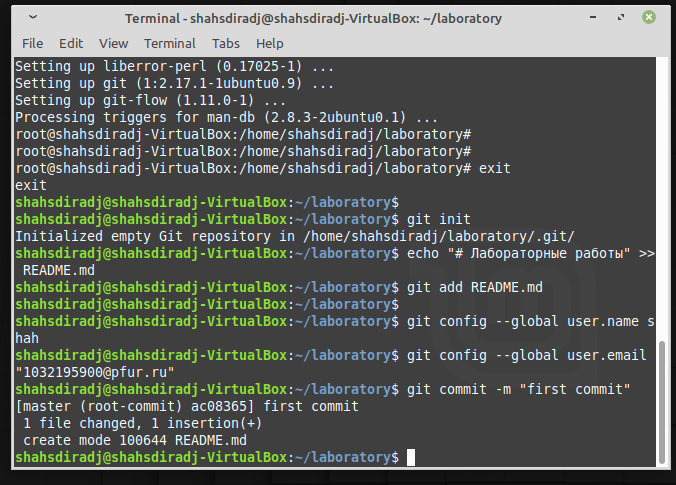 Terminal - shahsdiradj@shahsdiradj-VirtualBox: ~/laboratory
File Edit View Terminal Tabs Help
Setting up liberror-perl (0.17025-1) ...
Setting up git (1:2.17.1-1ubuntu0.9) ...
Setting up git-flow (1.11.0-1) ...
Processing triggers for man-db (2.8.3-2ubuntu0.1) ...
root@shahsdiradj-VirtualBox:/home/shahsdiradj/laboratory#
root@shahsdiradj-VirtualBox:/home/shahsdiradj/laboratory#
root@shahsdiradj-VirtualBox:/home/shahsdiradj/laboratory# exit
exit
shahsdiradj@shahsdiradj-VirtualBox:~/laboratory$
shahsdiradj@shahsdiradj-VirtualBox:~/laboratory$ git init
Initialized empty Git repository in /home/shahsdiradj/laboratory/.git/
shahsdiradj@shahsdiradj-VirtualBox:~/laboratory$ echo "# Лабораторные работы" >>
 README.md
shahsdiradj@shahsdiradj-VirtualBox:~/laboratory$ git add README.md
shahsdiradj@shahsdiradj-VirtualBox:~/laboratory$
shahsdiradj@shahsdiradj-VirtualBox:~/laboratory$ git config --global user.name s
hah
shahsdiradj@shahsdiradj-VirtualBox:~/laboratory$ git config --global user.email
"1032195900@pfur.ru"
shahsdiradj@shahsdiradj-VirtualBox:~/laboratory$ git commit -m "first commit"
[master (root-commit) ac08365] first commit
 1 file changed, 1 insertion(+)
 create mode 100644 README.md
shahsdiradj@shahsdiradj-VirtualBox:~/laboratory$